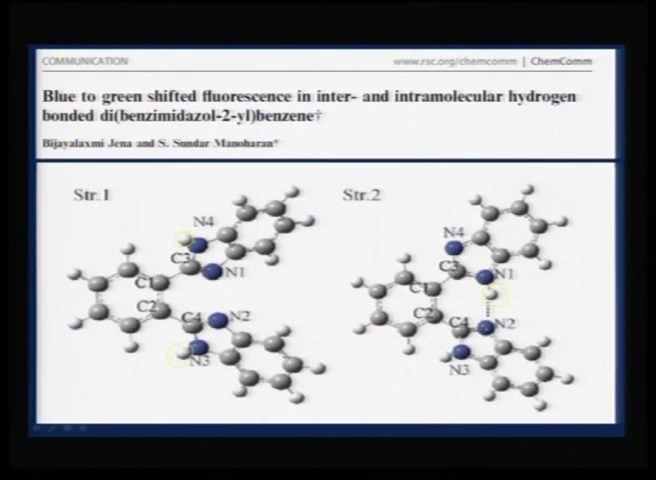 COMMUNICATION
www.rsc.org/chemcomm | ChemComm
Blue to green shifted fluorescence in inter- and intramolecular hydrogen
bonded di(benzimidazol-2-yl)benzene†
Bijayalaxmi Jena and S. Sundar Manoharan*
Str.1
Str.2
N4
C3
N1
C1
C2
C4
N2
N3
N4
C3
N1
C1
C2
C4
N2
N3